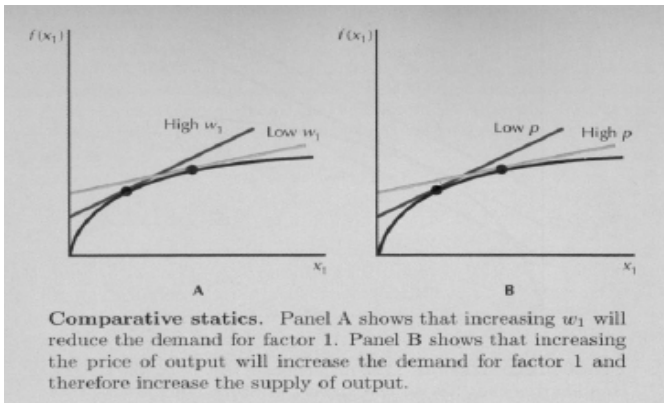 f(x₁)
f(x₁)
High w₁
Low w₁
Low p
High p
x₁
x₁
A
B
Comparative statics. Panel A shows that increasing w₁ will
reduce the demand for factor 1. Panel B shows that increasing
the price of output will increase the demand for factor 1 and
therefore increase the supply of output.